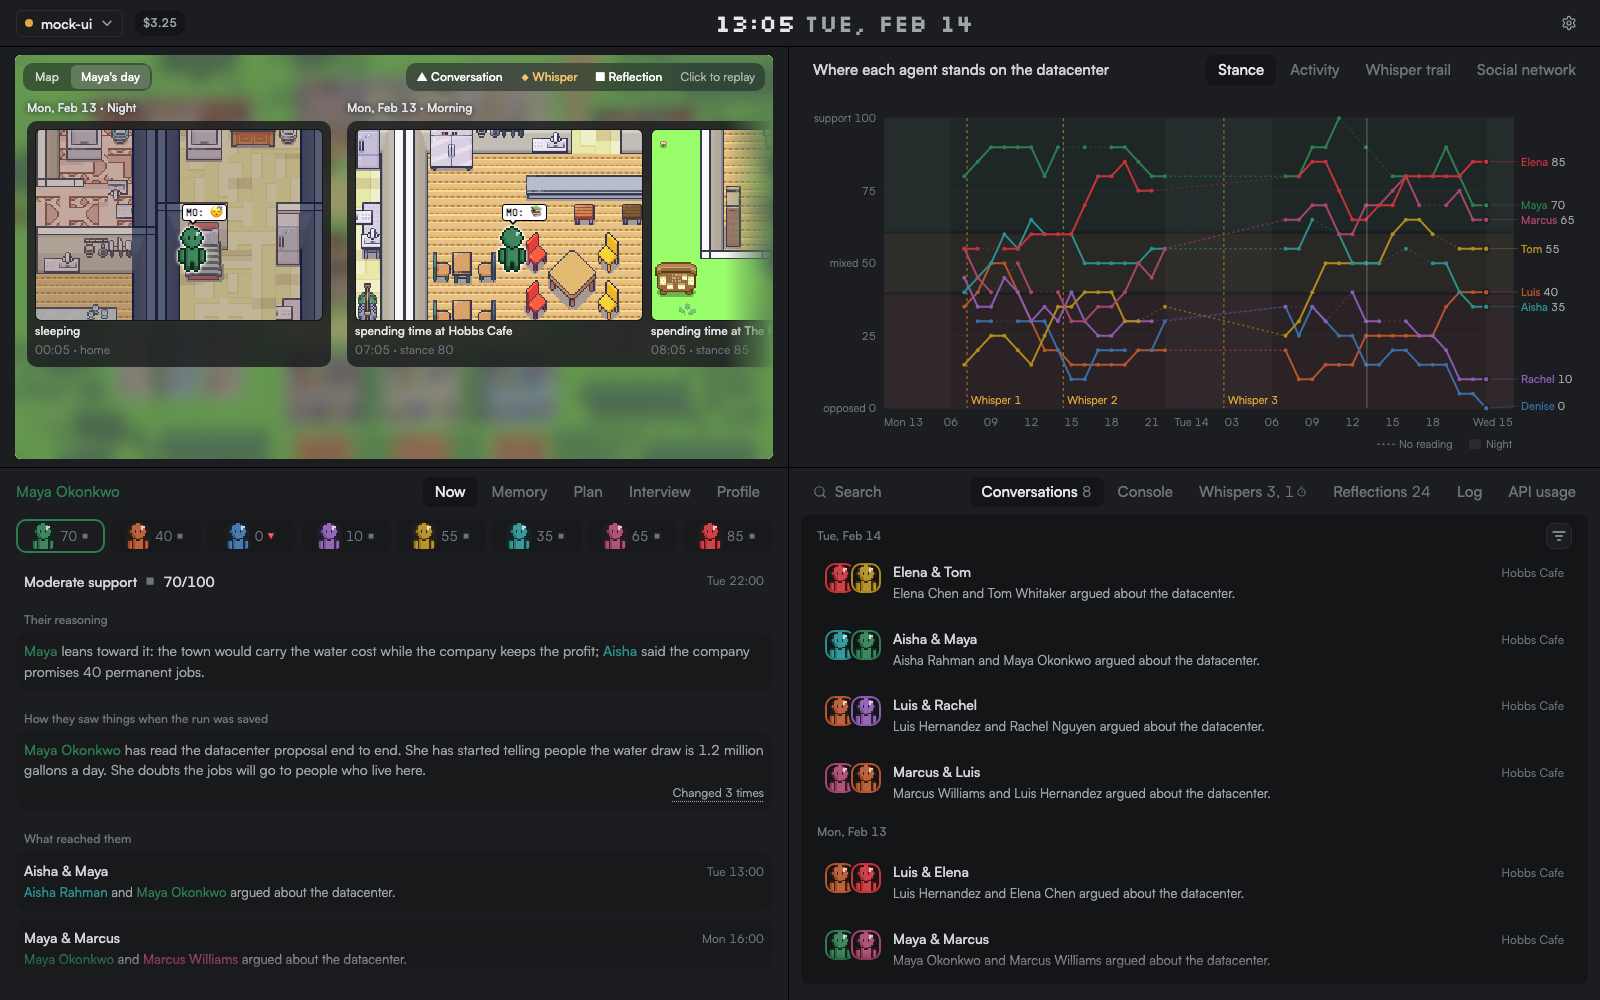 mock-ui
$3.25
13:05 TUE, FEB 14
Map
Maya's day
Conversation
Whisper
Reflection
Click to replay
Mon, Feb 13 · Night
Mon, Feb 13 · Morning
MO:
MO:
sleeping
00:05 · home
spending time at Hobbs Cafe
07:05 · stance 80
spending time at The
08:05 · stance 85
Where each agent stands on the datacenter
Stance
Activity
Whisper trail
Social network
support 100
75
mixed 50
25
opposed 0
Whisper 1
Whisper 2
Whisper 3
Elena 85
Maya 70
Marcus 65
Tom 55
Luis 40
Aisha 35
Rachel 10
Denise 0
Mon 13
06
09
12
15
18
21
Tue 14
03
06
09
12
15
18
Wed 15
No reading
Night
Maya Okonkwo
Now
Memory
Plan
Interview
Profile
70
40
0
10
55
35
65
85
Moderate support 70/100
Tue 22:00
Their reasoning
Maya leans toward it: the town would carry the water cost while the company keeps the profit; Aisha said the company
promises 40 permanent jobs.
How they saw things when the run was saved
Maya Okonkwo has read the datacenter proposal end to end. She has started telling people the water draw is 1.2 million
gallons a day. She doubts the jobs will go to people who live here.
Changed 3 times
What reached them
Aisha & Maya
Tue 13:00
Aisha Rahman and Maya Okonkwo argued about the datacenter.
Maya & Marcus
Mon 16:00
Maya Okonkwo and Marcus Williams argued about the datacenter.
Search
Conversations 8
Console
Whispers 3, 1
Reflections 24
Log
API usage
Tue, Feb 14
Elena & Tom
Hobbs Cafe
Elena Chen and Tom Whitaker argued about the datacenter.
Aisha & Maya
Hobbs Cafe
Aisha Rahman and Maya Okonkwo argued about the datacenter.
Luis & Rachel
Hobbs Cafe
Luis Hernandez and Rachel Nguyen argued about the datacenter.
Marcus & Luis
Hobbs Cafe
Marcus Williams and Luis Hernandez argued about the datacenter.
Mon, Feb 13
Luis & Elena
Hobbs Cafe
Luis Hernandez and Elena Chen argued about the datacenter.
Maya & Marcus
Hobbs Cafe
Maya Okonkwo and Marcus Williams argued about the datacenter.